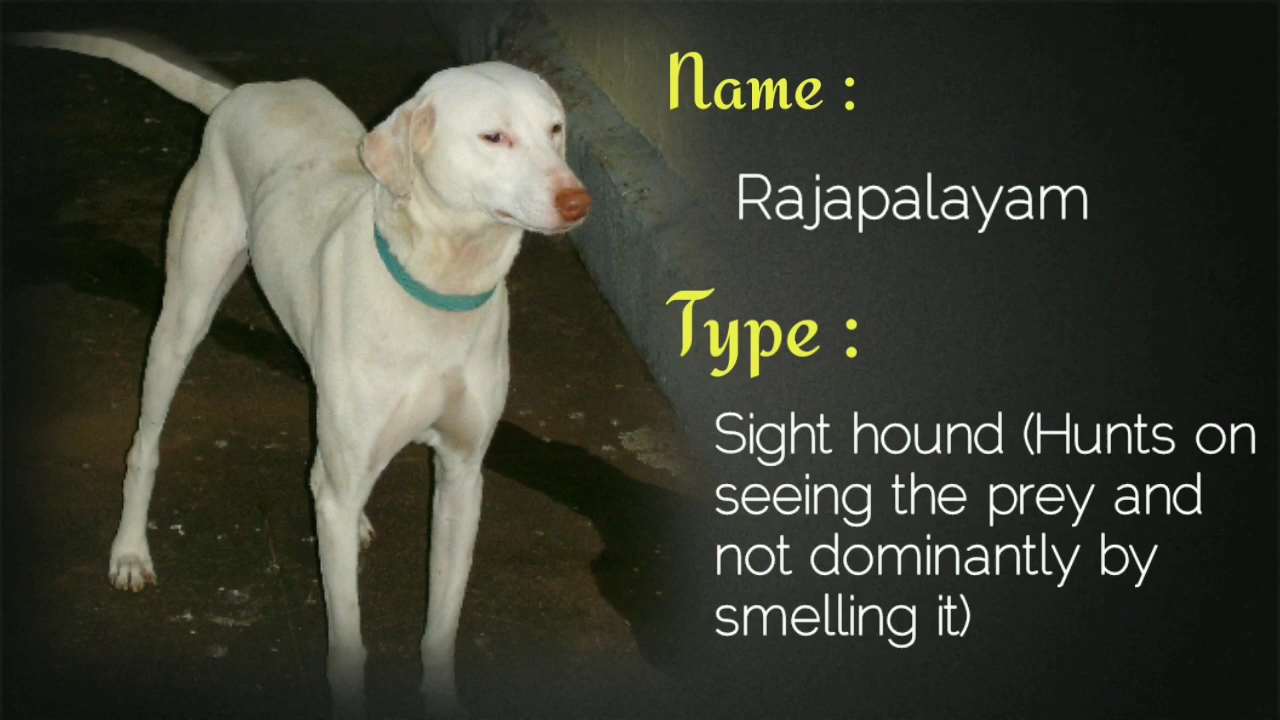 Name :
Rajapalayam
Type :
Sight hound (Hunts on
seeing the prey and
not dominantly by
smelling it)